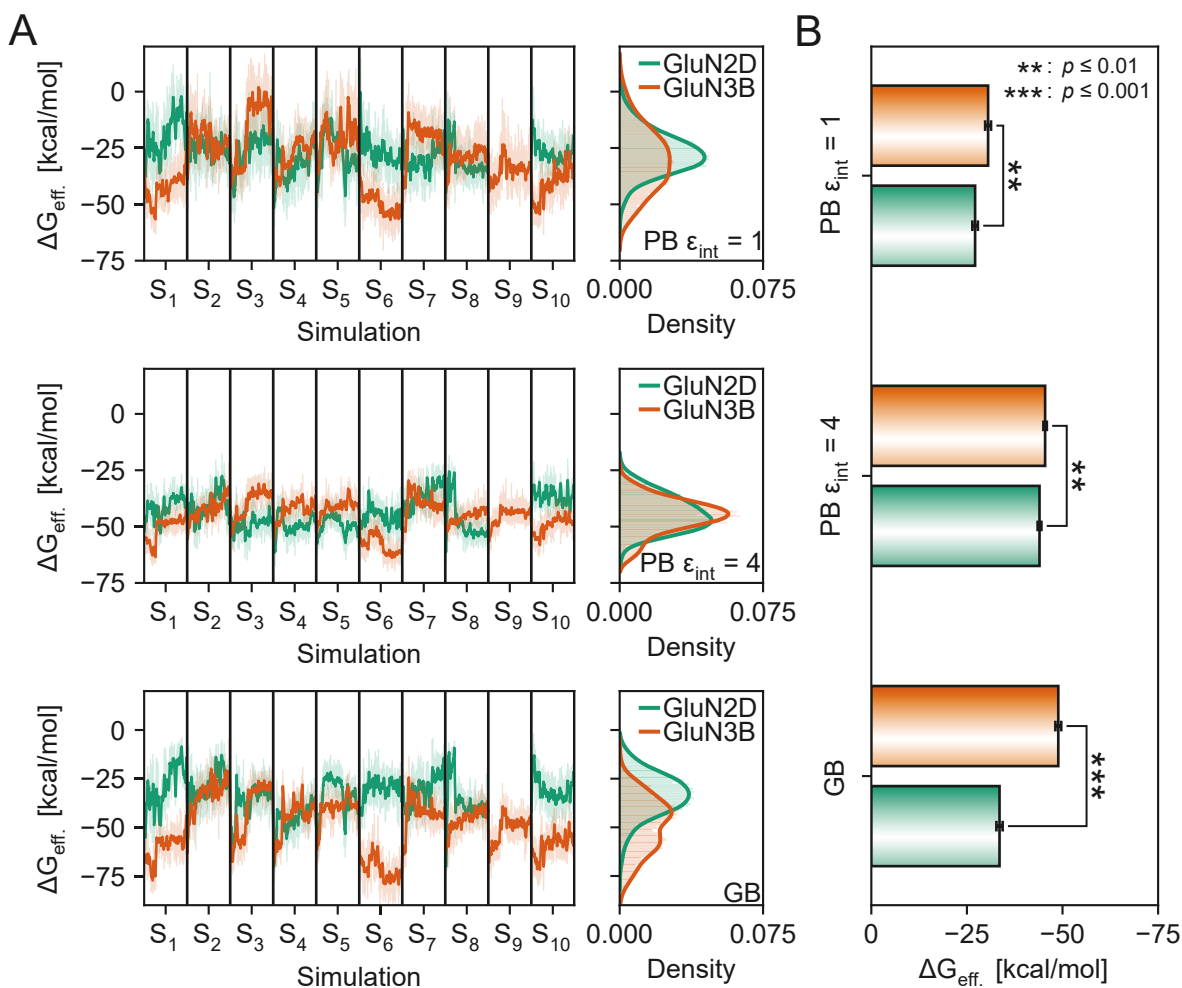 A
ΔGeff. [kcal/mol]
0
−25
−50
−75
S1 S2 S3 S4 S5 S6 S7 S8 S9 S10
Simulation
GluN2D
GluN3B
PB εint = 1
0.000 0.075
Density
ΔGeff. [kcal/mol]
0
−25
−50
−75
S1 S2 S3 S4 S5 S6 S7 S8 S9 S10
Simulation
GluN2D
GluN3B
PB εint = 4
0.000 0.075
Density
ΔGeff. [kcal/mol]
0
−25
−50
−75
S1 S2 S3 S4 S5 S6 S7 S8 S9 S10
Simulation
GluN2D
GluN3B
GB
0.000 0.075
Density
B
**: p ≤ 0.01
***: p ≤ 0.001
PB εint = 1
**
PB εint = 4
**
GB
***
0 −25 −50 −75
ΔGeff. [kcal/mol]